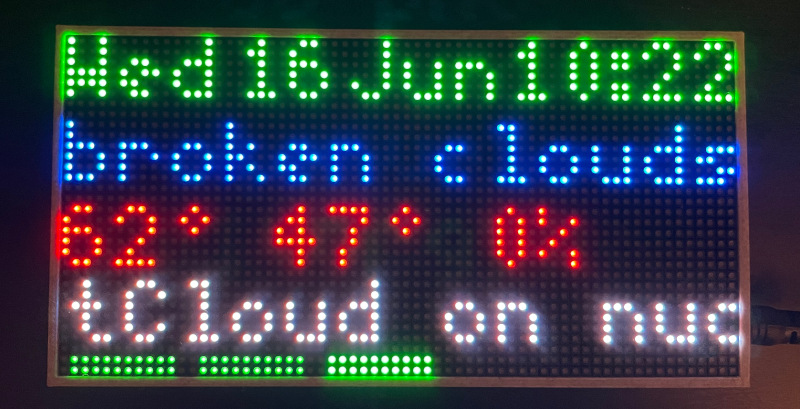 Wed 16 Jun 10:22
broken clouds
62° 47° 0%
tCloud on nuc